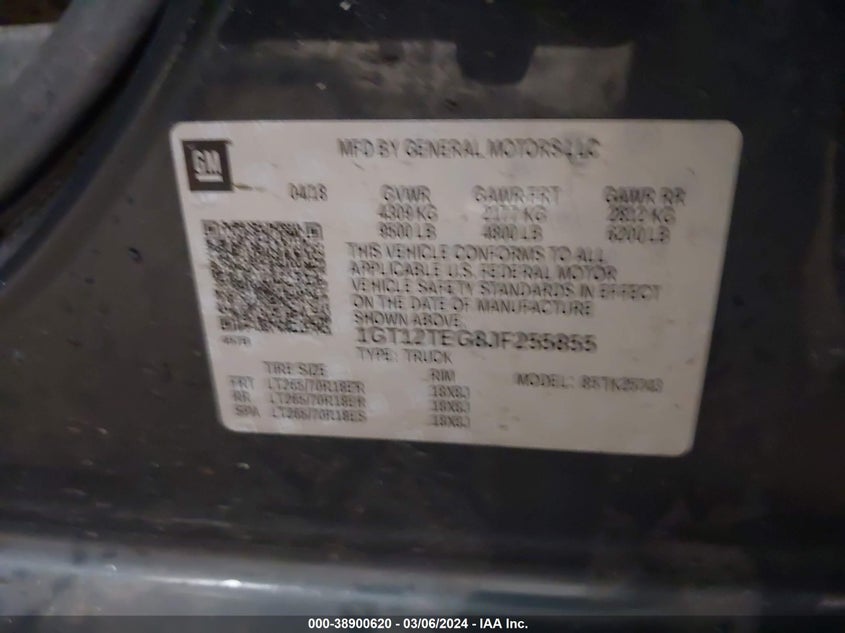 GM
MFD BY GENERAL MOTORS LLC
04/18 GVWR GAWR FRT GAWR RR
4309 KG 2177 KG 2812 KG
9500 LB 4800 LB 6200 LB
THIS VEHICLE CONFORMS TO ALL
APPLICABLE U.S. FEDERAL MOTOR
VEHICLE SAFETY STANDARDS IN EFFECT
ON THE DATE OF MANUFACTURE
SHOWN ABOVE.
1GT12TEG8JF255855
TYPE: TRUCK
TIRE SIZE RIM MODEL:
FRT LT265/70R18ER 18X8J
RR LT265/70R18ER 18X8J
SPA LT265/70R18ES 18X8J
000-38900620 - 03/06/2024 - IAA Inc.